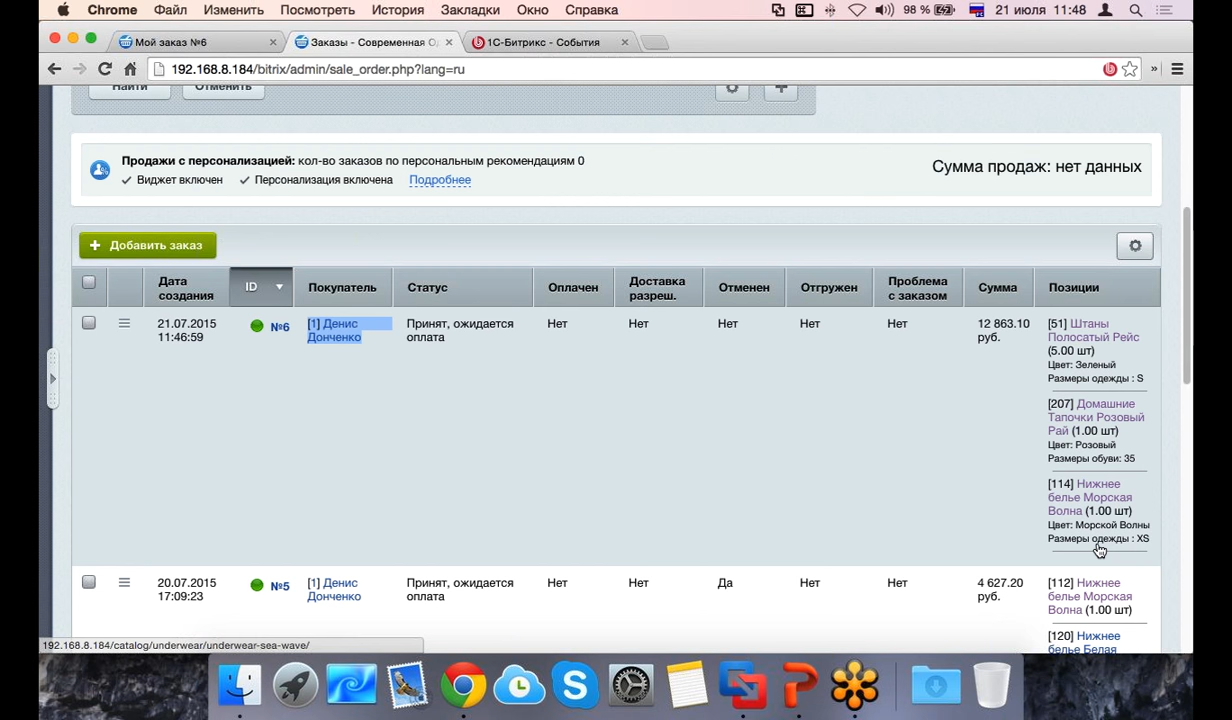 Chrome Файл Изменить Посмотреть История Закладки Окно Справка 98 % 21 июля 11:48
Мой заказ №6 × Заказы - Современная О × 1С-Битрикс - События ×
192.168.8.184/bitrix/admin/sale_order.php?lang=ru
Найти Отменить
Продажи с персонализацией: кол-во заказов по персональным рекомендациям 0
Сумма продаж: нет данных
Виджет включен Персонализация включена Подробнее
+ Добавить заказ
Дата создания ID Покупатель Статус Оплачен Доставка разреш. Отменен Отгружен Проблема с заказом Сумма Позиции
21.07.2015 №6 [1] Денис Принят, ожидается Нет Нет Нет Нет Нет 12 863.10 [51] Штаны
11:46:59 Донченко оплата руб. Полосатый Рейс
(5.00 шт)
Цвет: Зеленый
Размеры одежды : S
[207] Домашние
Тапочки Розовый
Рай (1.00 шт)
Цвет: Розовый
Размеры обуви: 35
[114] Нижнее
белье Морская
Волна (1.00 шт)
Цвет: Морской Волны
Размеры одежды : XS
20.07.2015 №5 [1] Денис Принят, ожидается Нет Нет Да Нет Нет 4 627.20 [112] Нижнее
17:09:23 Донченко оплата руб. белье Морская
Волна (1.00 шт)
[120] Нижнее
белье Белая
192.168.8.184/catalog/underwear/underwear-sea-wave/